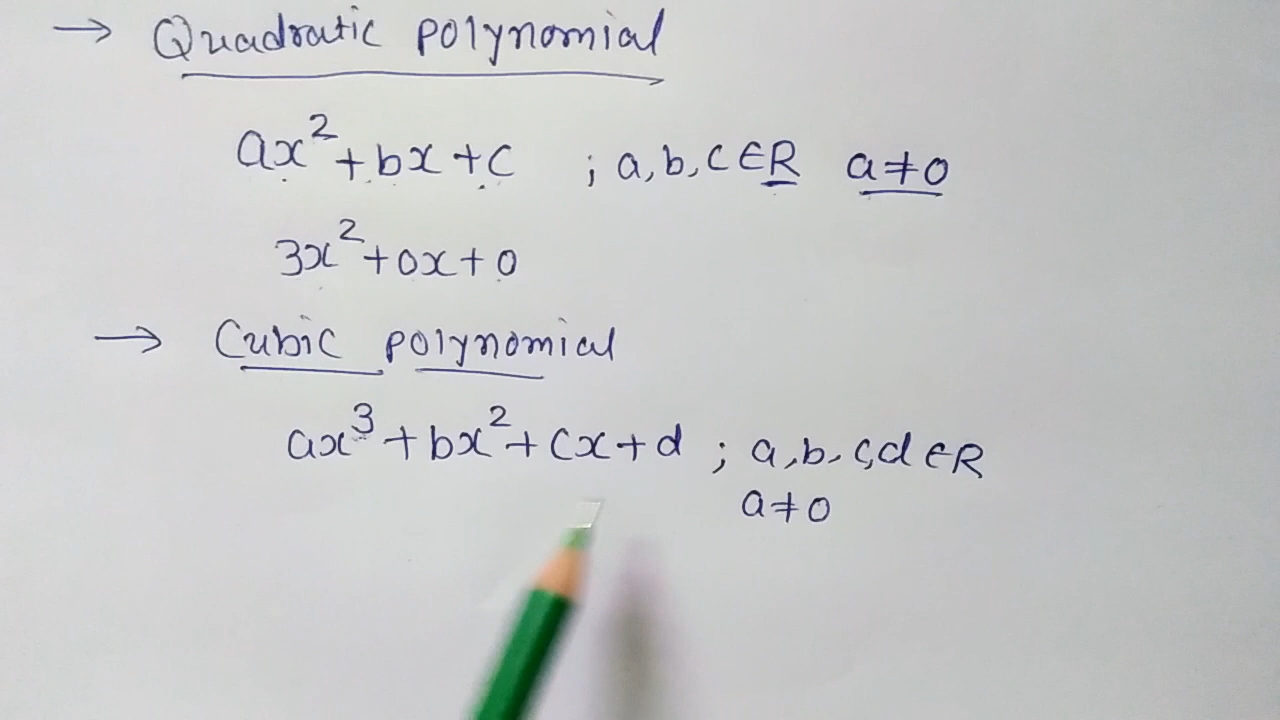 → Quadratic polynomial
ax² + bx + c ; a, b, c ∈ R a ≠ 0
3x² + 0x + 0
→ Cubic polynomial
ax³ + bx² + cx + d ; a, b, c, d ∈ R
a ≠ 0